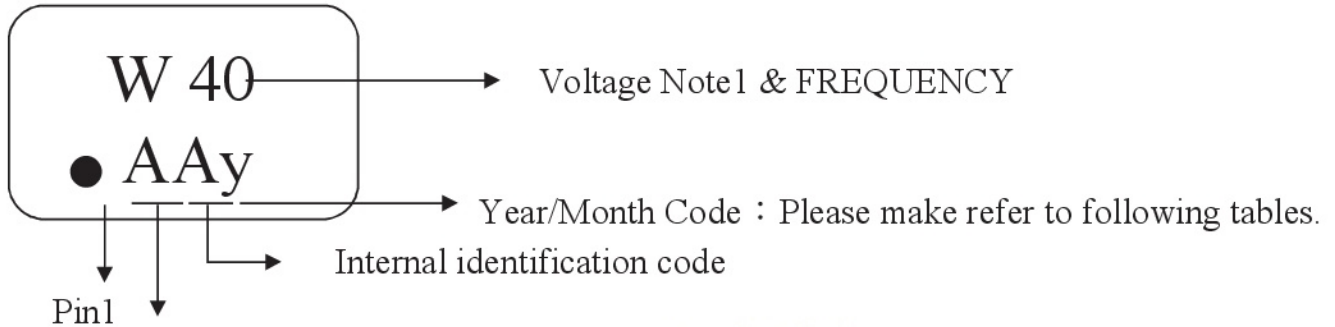 W 40
Voltage Note1 & FREQUENCY
AAy
Year/Month Code：Please make refer to following tables.
Internal identification code
Pin1